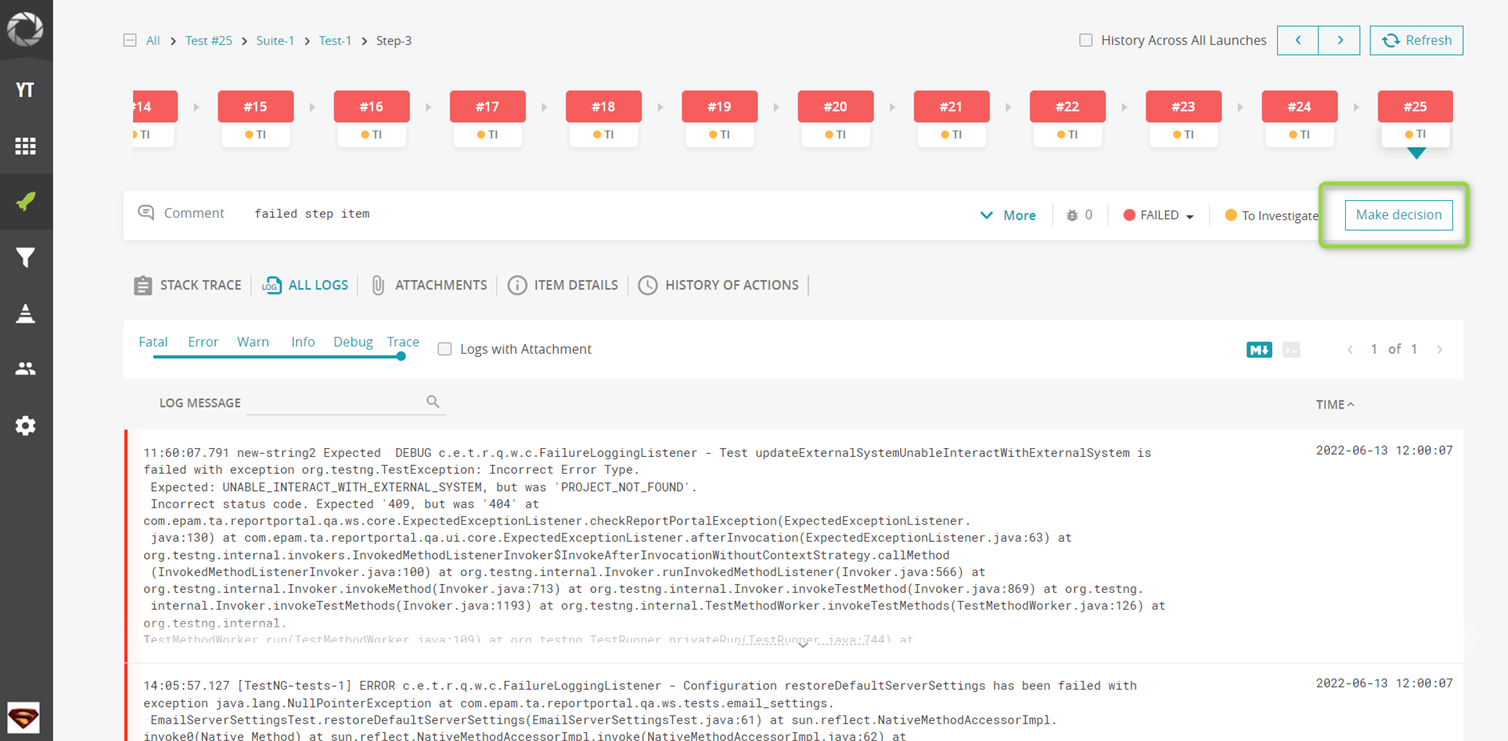 All > Test #25 > Suite-1 > Test-1 > Step-3
History Across All Launches
Refresh
YT
#14 #15 #16 #17 #18 #19 #20 #21 #22 #23 #24 #25
TI TI TI TI TI TI TI TI TI TI TI TI
Comment failed step item
More 0 FAILED To Investigate Make decision
STACK TRACE LOG ALL LOGS ATTACHMENTS ITEM DETAILS HISTORY OF ACTIONS
Fatal Error Warn Info Debug Trace
Logs with Attachment
M 1 of 1
LOG MESSAGE
TIME
11:60:07.791 new-string2 Expected  DEBUG c.e.t.r.q.w.c.FailureLoggingListener - Test updateExternalSystemUnableInteractWithExternalSystem is
2022-06-13 12:00:07
failed with exception org.testng.TestException: Incorrect Error Type.
Expected: UNABLE_INTERACT_WITH_EXTERNAL_SYSTEM, but was 'PROJECT_NOT_FOUND'.
Incorrect status code. Expected '409, but was '404' at
com.epam.ta.reportportal.qa.ws.core.ExpectedExceptionListener.checkReportPortalException(ExpectedExceptionListener.
java:130) at com.epam.ta.reportportal.qa.ui.core.ExpectedExceptionListener.afterInvocation(ExpectedExceptionListener.java:63) at
org.testng.internal.invokers.InvokedMethodListenerInvoker$InvokeAfterInvocationWithoutContextStrategy.callMethod
(InvokedMethodListenerInvoker.java:100) at org.testng.internal.Invoker.runInvokedMethodListener(Invoker.java:566) at
org.testng.internal.Invoker.invokeMethod(Invoker.java:713) at org.testng.internal.Invoker.invokeTestMethod(Invoker.java:869) at org.testng.
internal.Invoker.invokeTestMethods(Invoker.java:1193) at org.testng.internal.TestMethodWorker.invokeTestMethods(TestMethodWorker.java:126) at
org.testng.internal.
TestMethodWorker.run(TestMethodWorker.java:109) at org.testng.TestRunner.privateRun(TestRunner.java:744) at
14:05:57.127 [TestNG-tests-1] ERROR c.e.t.r.q.w.c.FailureLoggingListener - Configuration restoreDefaultServerSettings has been failed with
2022-06-13 12:00:07
exception java.lang.NullPointerException at com.epam.ta.reportportal.qa.ws.tests.email_settings.
EmailServerSettingsTest.restoreDefaultServerSettings(EmailServerSettingsTest.java:61) at sun.reflect.NativeMethodAccessorImpl.
invoke0(Native Method) at sun.reflect.NativeMethodAccessorImpl.invoke(NativeMethodAccessorImpl.java:62) at